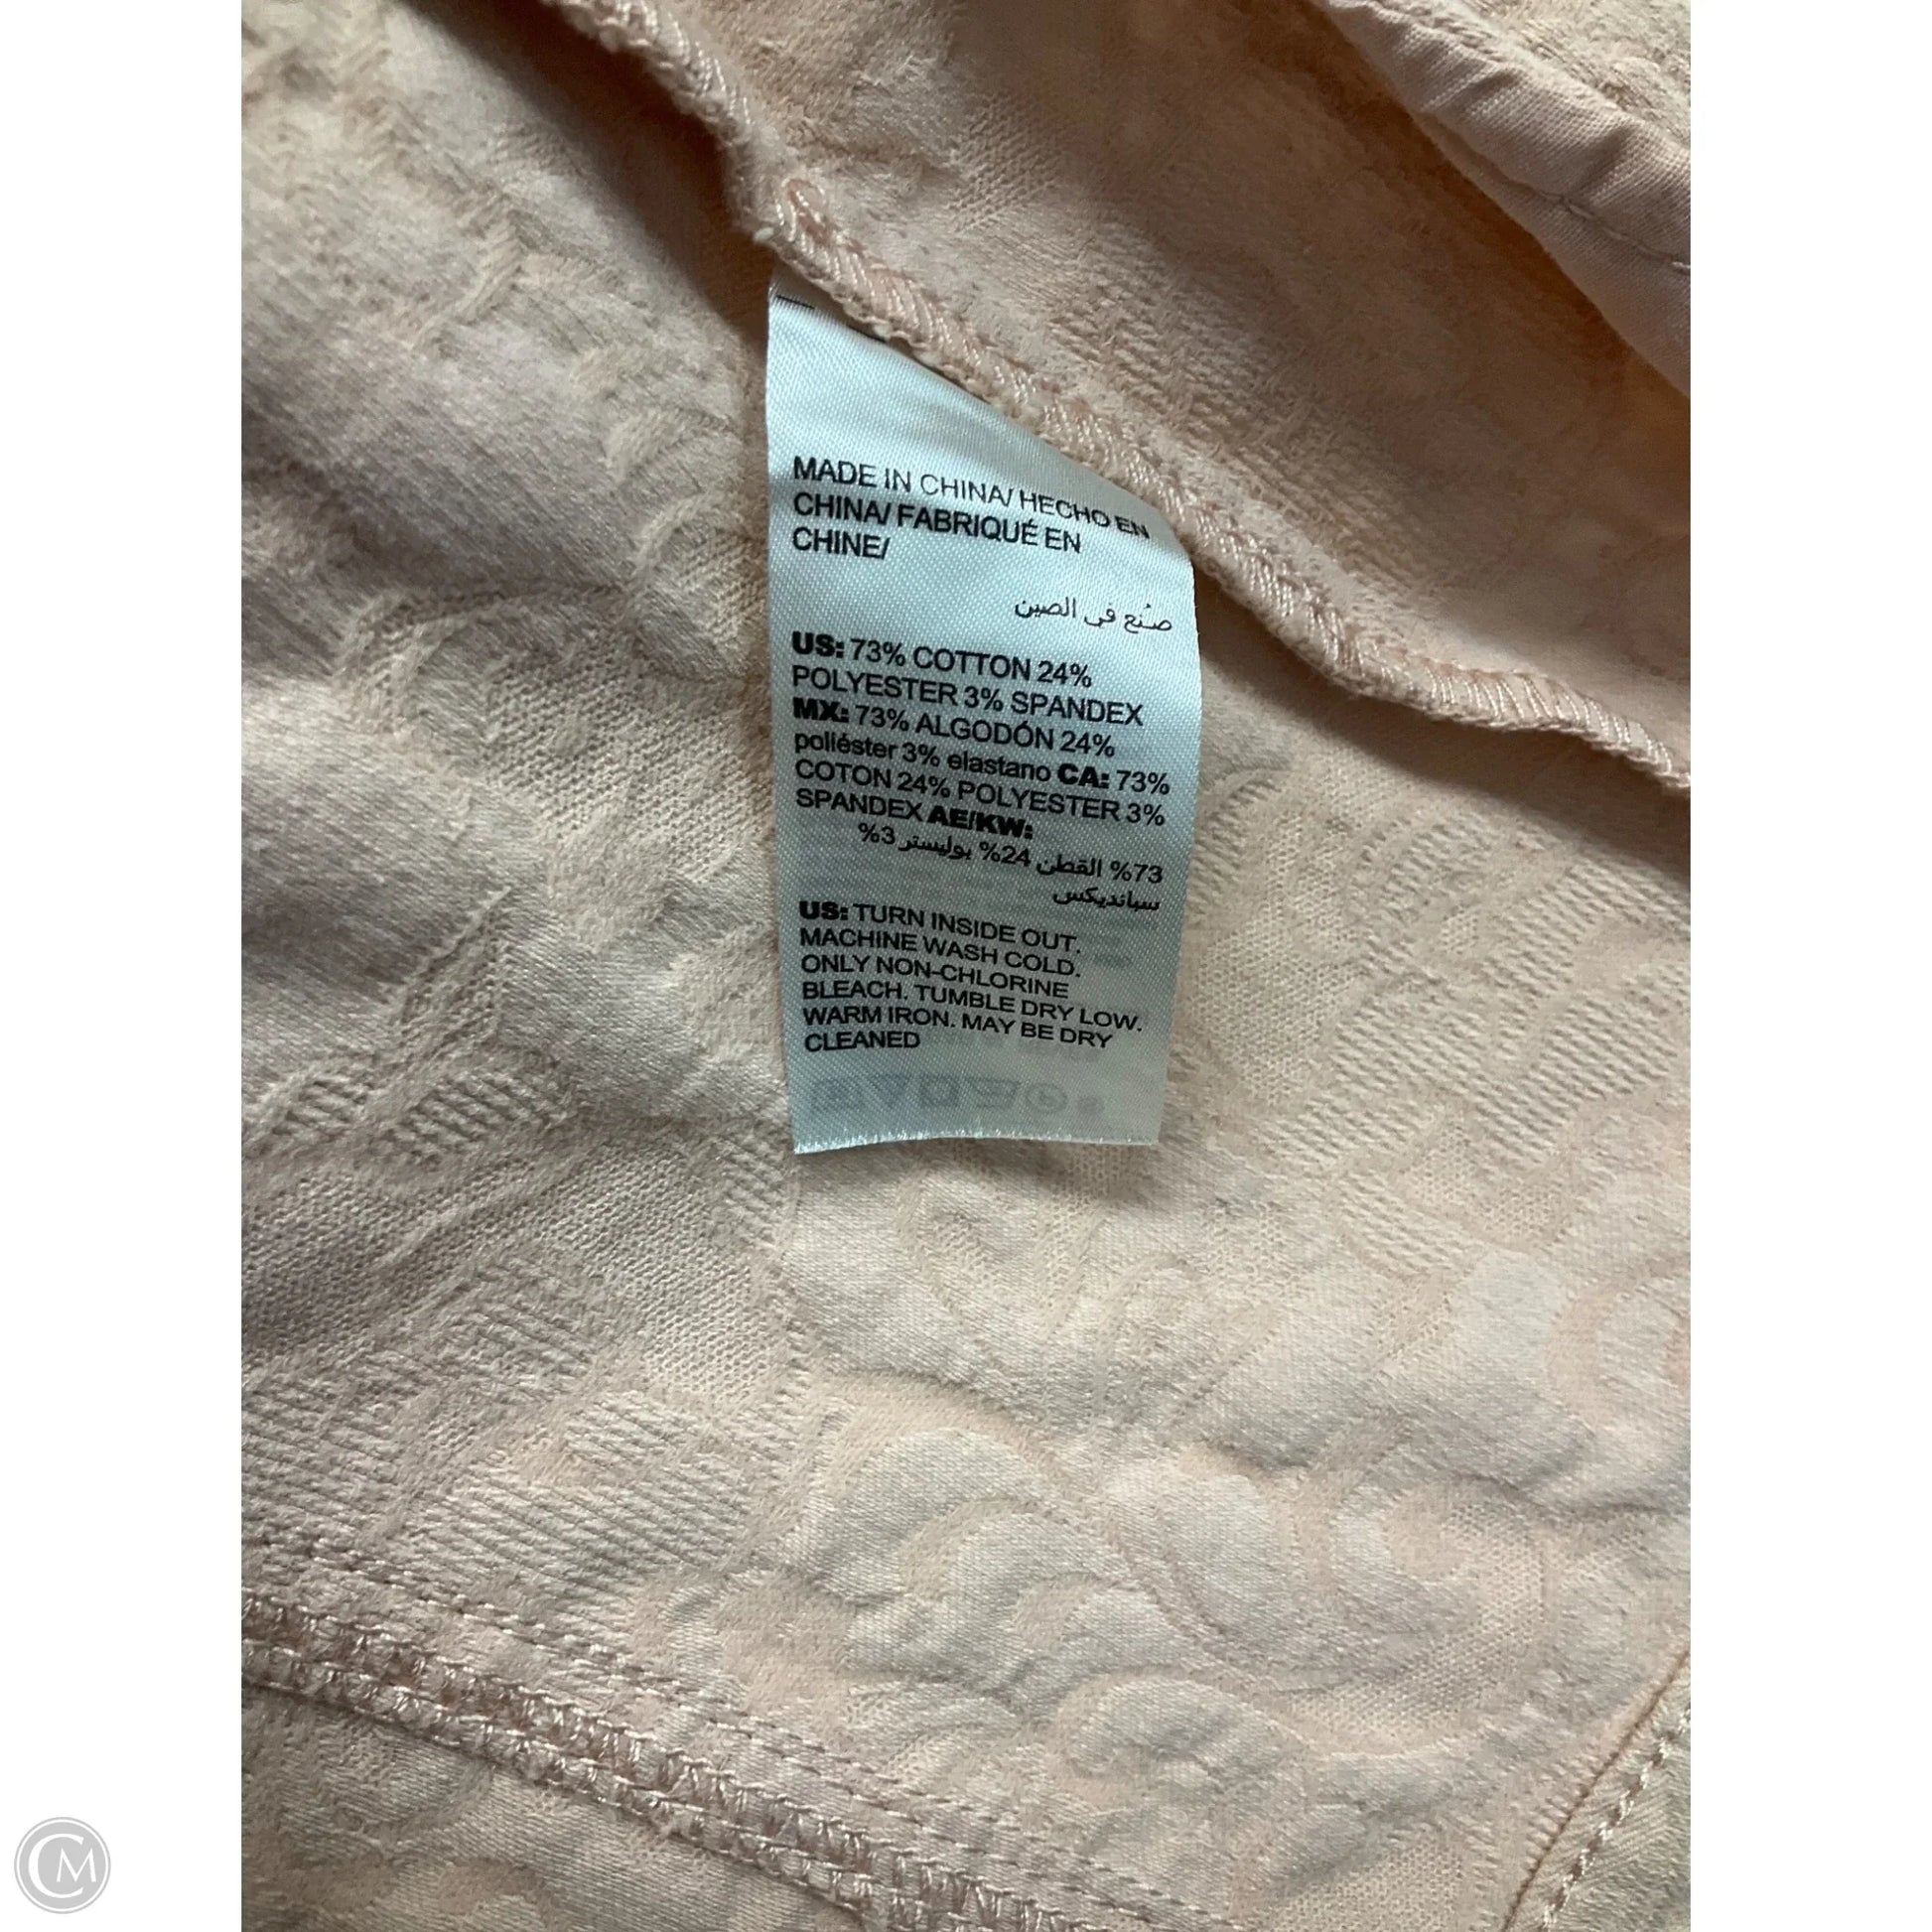 MADE IN CHINA/ HECHO EN
CHINA/ FABRIQUÉ EN
CHINE/
صنع في الصين
US: 73% COTTON 24%
POLYESTER 3% SPANDEX
MX: 73% ALGODÓN 24%
poliéster 3% elastano CA: 73%
COTON 24% POLYESTER 3%
SPANDEX AE/KW:
73% القطن 24% بوليستر 3%
سبانديكس
US: TURN INSIDE OUT.
MACHINE WASH COLD.
ONLY NON-CHLORINE
BLEACH. TUMBLE DRY LOW.
WARM IRON. MAY BE DRY
CLEANED
CM